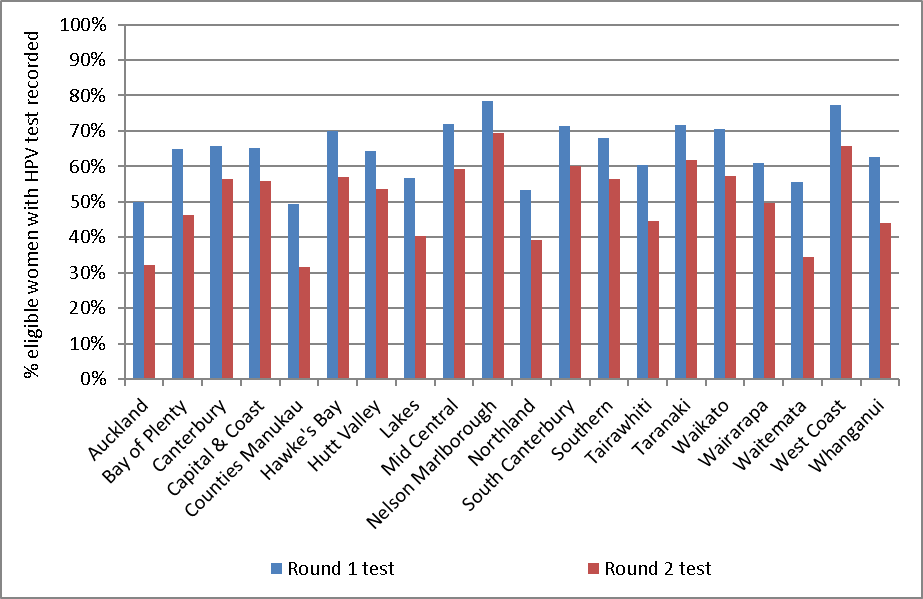 % eligible women with HPV test recorded
100%
90%
80%
70%
60%
50%
40%
30%
20%
10%
0%
Auckland
Bay of Plenty
Canterbury
Capital & Coast
Counties Manukau
Hawke's Bay
Hutt Valley
Lakes
Mid Central
Nelson Marlborough
Northland
South Canterbury
Southern
Tairawhiti
Taranaki
Waikato
Wairarapa
Waitemata
West Coast
Whanganui
Round 1 test
Round 2 test